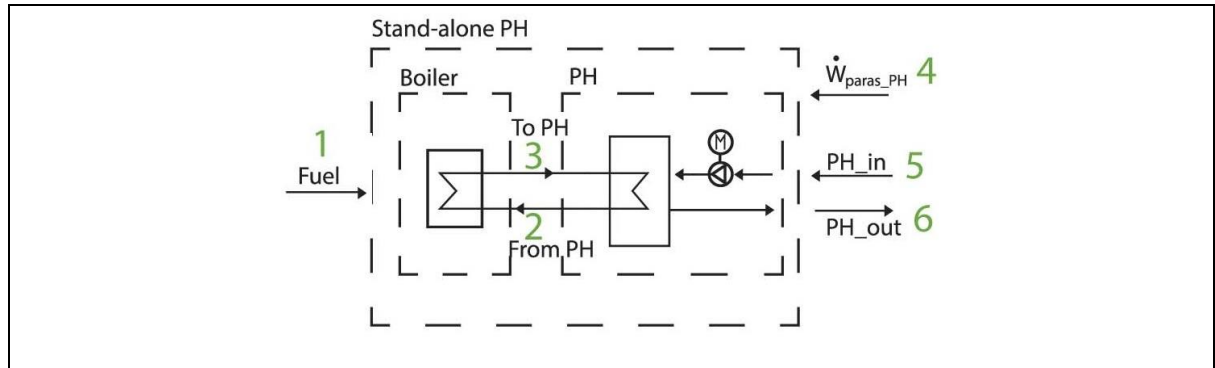 Stand-alone PH
Boiler
PH
Ẇparas_PH 4
To PH
3
1
Fuel
M
PH_in 5
2
From PH
PH_out 6